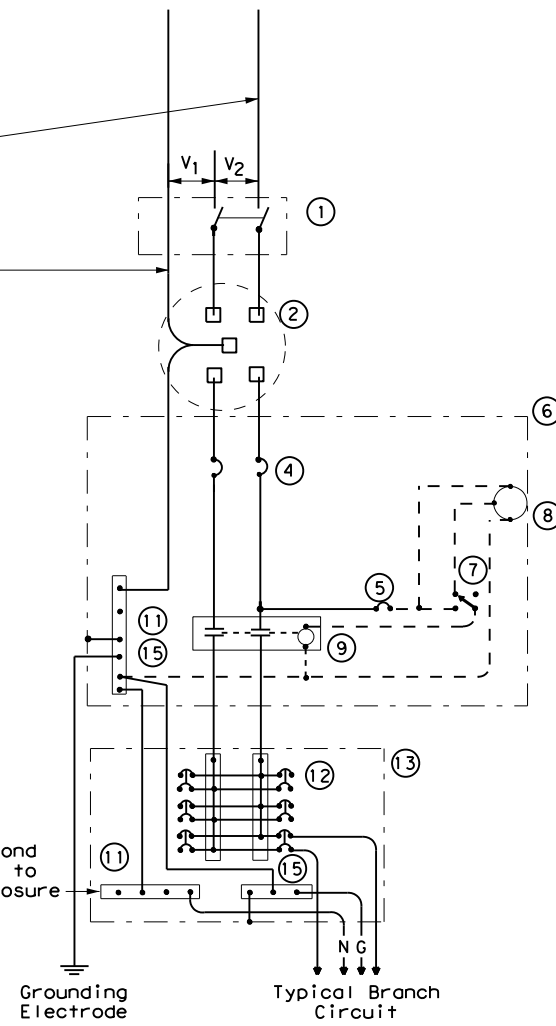 V1 V2
1
2
6
4
8
5
7
11
15
9
13
12
11
15
ond
to
osure
N G
Grounding
Electrode
Typical Branch
Circuit